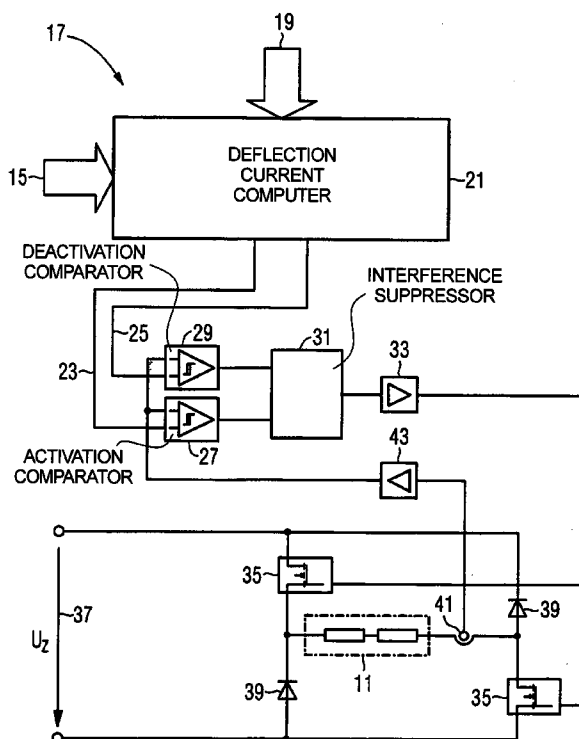 17
19
15
DEFLECTION
CURRENT
COMPUTER
21
DEACTIVATION
COMPARATOR
INTERFERENCE
SUPPRESSOR
25
29
31
23
33
ACTIVATION
COMPARATOR
27
43
35
37
41
39
Uz
11
39
35